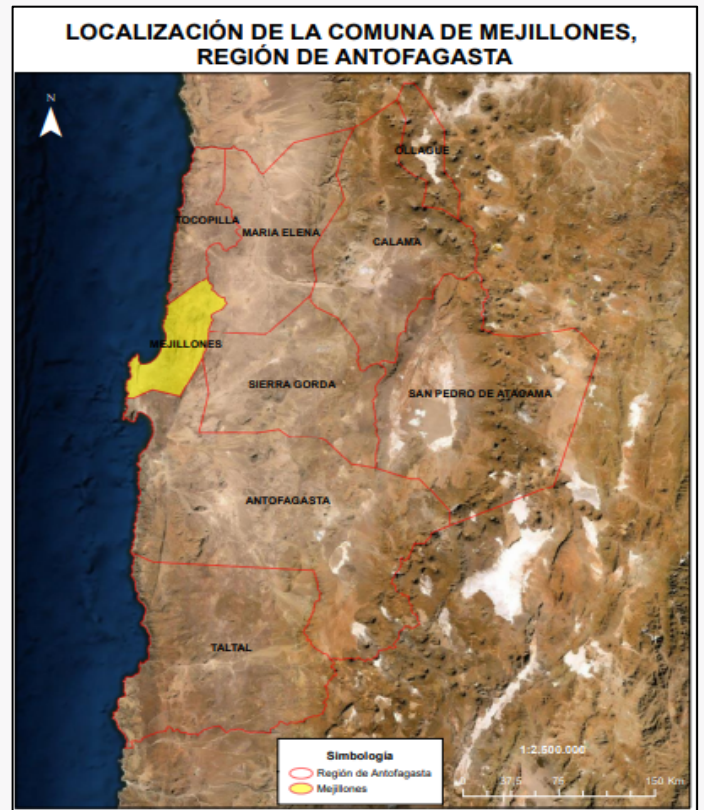 LOCALIZACIÓN DE LA COMUNA DE MEJILLONES,
REGIÓN DE ANTOFAGASTA
N
OLLAGUE
TOCOPILLA
MARIA ELENA
CALAMA
MEJILLONES
SIERRA GORDA
SAN PEDRO DE ATACAMA
ANTOFAGASTA
TALTAL
Simbología
Región de Antofagasta
Mejillones
1:2.500.000
0 37,5 75 150 Km